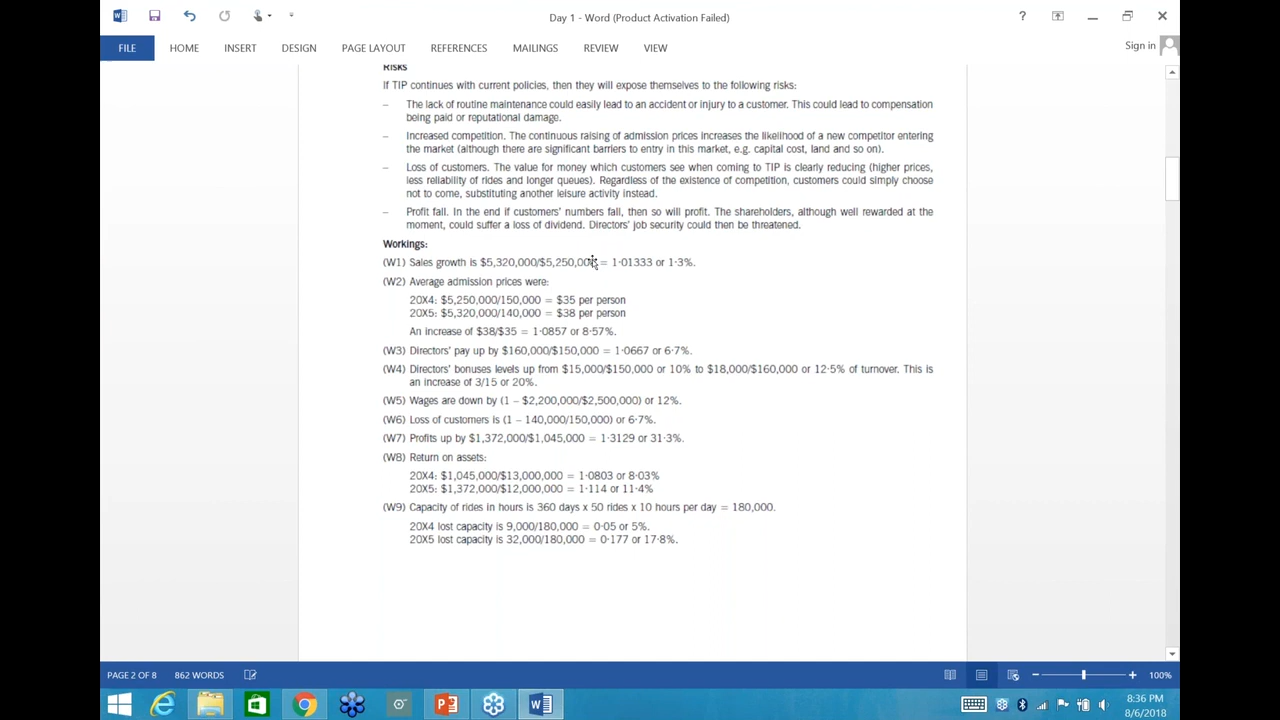 Day 1 - Word (Product Activation Failed)
?
FILE
HOME
INSERT
DESIGN
PAGE LAYOUT
REFERENCES
MAILINGS
REVIEW
VIEW
Sign in
RISKS
If TIP continues with current policies, then they will expose themselves to the following risks:
– The lack of routine maintenance could easily lead to an accident or injury to a customer. This could lead to compensation
being paid or reputational damage.
– Increased competition. The continuous raising of admission prices increases the likelihood of a new competitor entering
the market (although there are significant barriers to entry in this market, e.g. capital cost, land and so on).
– Loss of customers. The value for money which customers see when coming to TIP is clearly reducing (higher prices,
less reliability of rides and longer queues). Regardless of the existence of competition, customers could simply choose
not to come, substituting another leisure activity instead.
– Profit fall. In the end if customers' numbers fall, then so will profit. The shareholders, although well rewarded at the
moment, could suffer a loss of dividend. Directors' job security could then be threatened.
Workings:
(W1) Sales growth is $5,320,000/$5,250,000 = 1·01333 or 1·3%.
(W2) Average admission prices were:
20X4: $5,250,000/150,000 = $35 per person
20X5: $5,320,000/140,000 = $38 per person
An increase of $38/$35 = 1·0857 or 8·57%.
(W3) Directors' pay up by $160,000/$150,000 = 1·0667 or 6·7%.
(W4) Directors' bonuses levels up from $15,000/$150,000 or 10% to $18,000/$160,000 or 12·5% of turnover. This is
an increase of 3/15 or 20%.
(W5) Wages are down by (1 – $2,200,000/$2,500,000) or 12%.
(W6) Loss of customers is (1 – 140,000/150,000) or 6·7%.
(W7) Profits up by $1,372,000/$1,045,000 = 1·3129 or 31·3%.
(W8) Return on assets:
20X4: $1,045,000/$13,000,000 = 1·0803 or 8·03%
20X5: $1,372,000/$12,000,000 = 1·114 or 11·4%
(W9) Capacity of rides in hours is 360 days x 50 rides x 10 hours per day = 180,000.
20X4 lost capacity is 9,000/180,000 = 0·05 or 5%.
20X5 lost capacity is 32,000/180,000 = 0·177 or 17·8%.
PAGE 2 OF 8
862 WORDS
100%
8:36 PM
8/6/2018